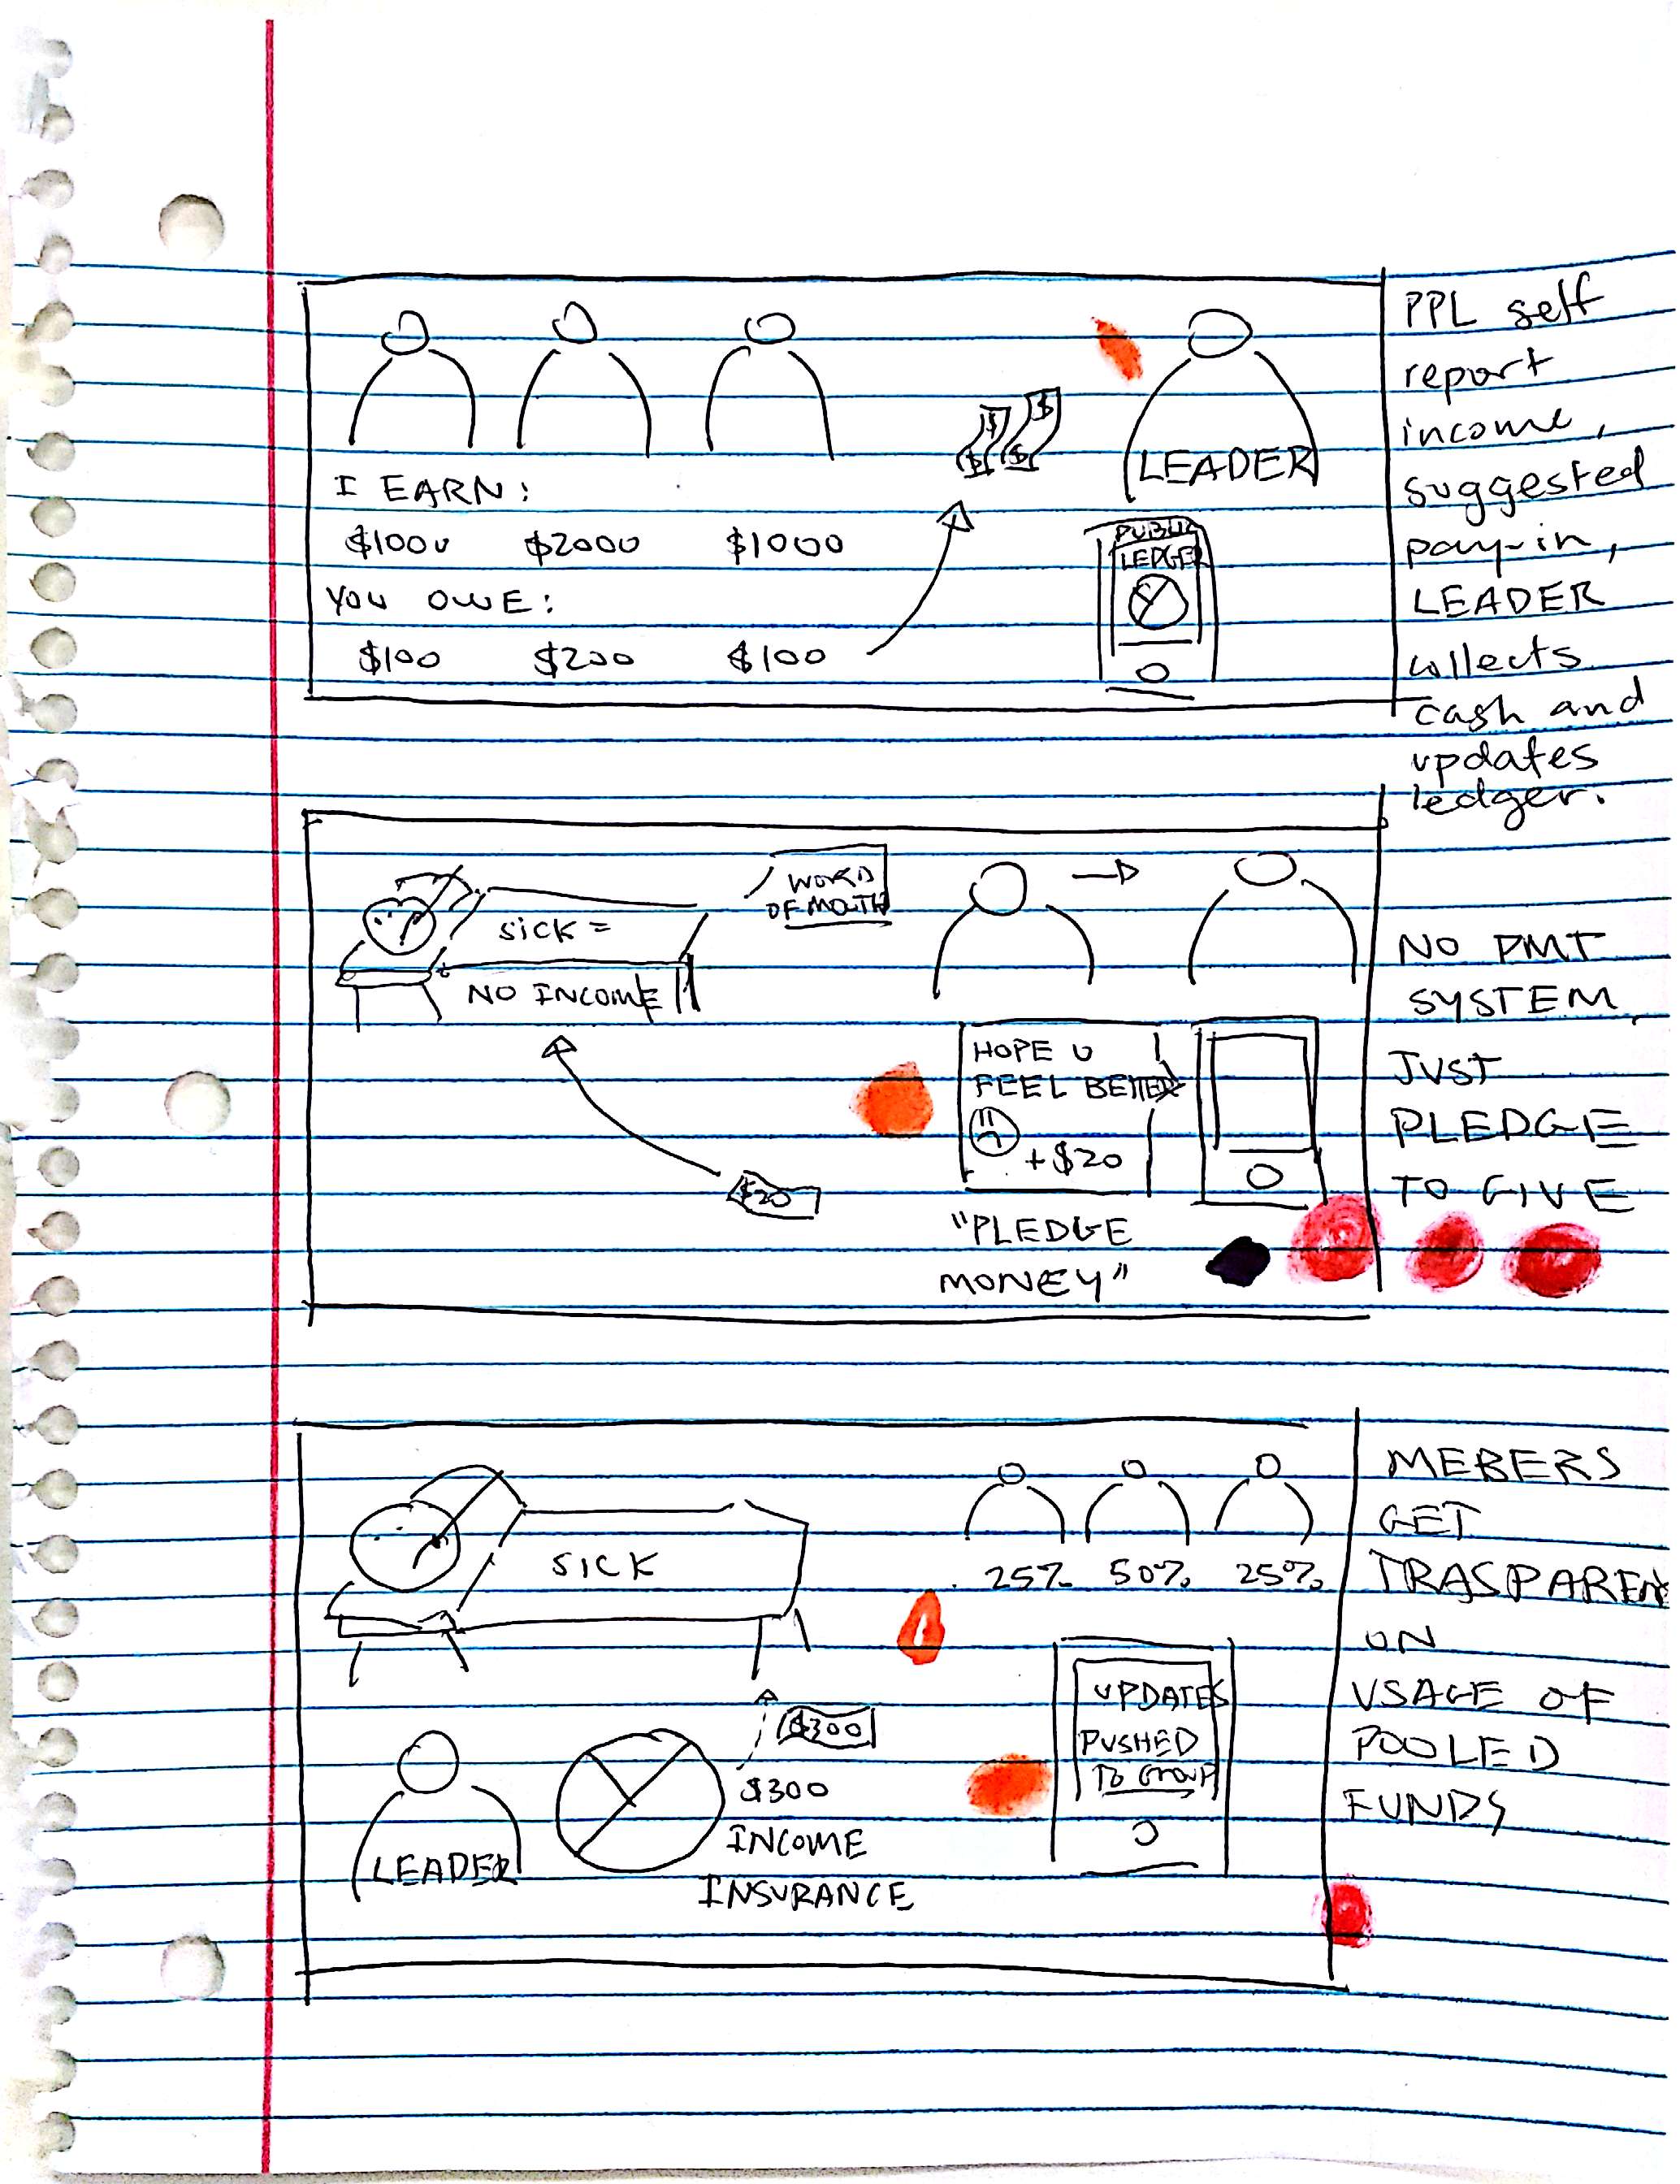 LEADER
I EARN:
$1000 $2000 $1000
YOU OWE:
$100 $200 $100
$ $
$ $
PUBLIC
LEDGER
PPL self
report
income,
suggested
pay-in,
LEADER
collects
cash and
updates
ledger.
SICK =
NO INCOME
WORD
OF MOUTH
$20
HOPE U
FEEL BETTER
+$20
"PLEDGE
MONEY"
NO PMT
SYSTEM,
JUST
PLEDGE
TO GIVE
SICK
25% 50% 25%
LEADER
$300
$300
INCOME
INSURANCE
UPDATES
PUSHED
TO GROUP
MEBERS
GET
TRASPAREN
ON
USAGE OF
POOLED
FUNDS